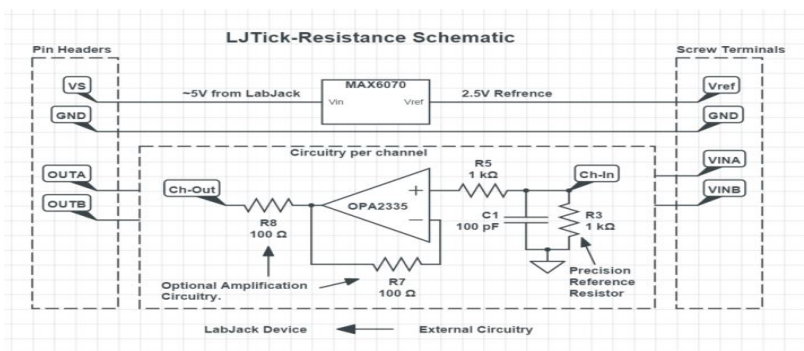 LJTick-Resistance Schematic
Pin Headers
Screw Terminals
VS
~5V from LabJack
MAX6070
Vin
Vref
2.5V Refrence
Vref
GND
GND
Circuitry per channel
OUTA
OUTB
Ch-Out
R8
100 Ω
OPA2335
+
−
R5
1 kΩ
Ch-In
C1
100 pF
R3
1 kΩ
VINA
VINB
R7
100 Ω
Optional Amplification
Circuitry.
Precision
Reference
Resistor
LabJack Device
External Circuitry